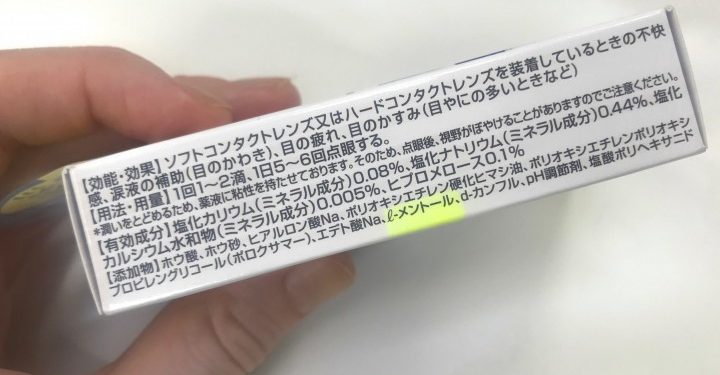 【効能・効果】ソフトコンタクトレンズ又はハードコンタクトレンズを装着しているときの不快
感、涙液の補助(目のかわき)、目の疲れ、目のかすみ(目やにの多いときなど)
【用法・用量】1回1～2滴、1日5～6回点眼する。
*潤いをとどめるため、薬液に粘性を持たせております。そのため、点眼後、視野がぼやけることがありますのでご注意ください。
【有効成分】塩化カリウム(ミネラル成分)0.08%、塩化ナトリウム(ミネラル成分)0.44%、塩化
カルシウム水和物(ミネラル成分)0.005%、ヒプロメロース0.1%
【添加物】ホウ酸、ホウ砂、ヒアルロン酸Na、ポリオキシエチレン硬化ヒマシ油、ポリオキシエチレンポリオキシ
プロピレングリコール(ポロクサマー)、エデト酸Na、ℓ-メントール、d-カンフル、pH調節剤、塩酸ポリヘキサニド